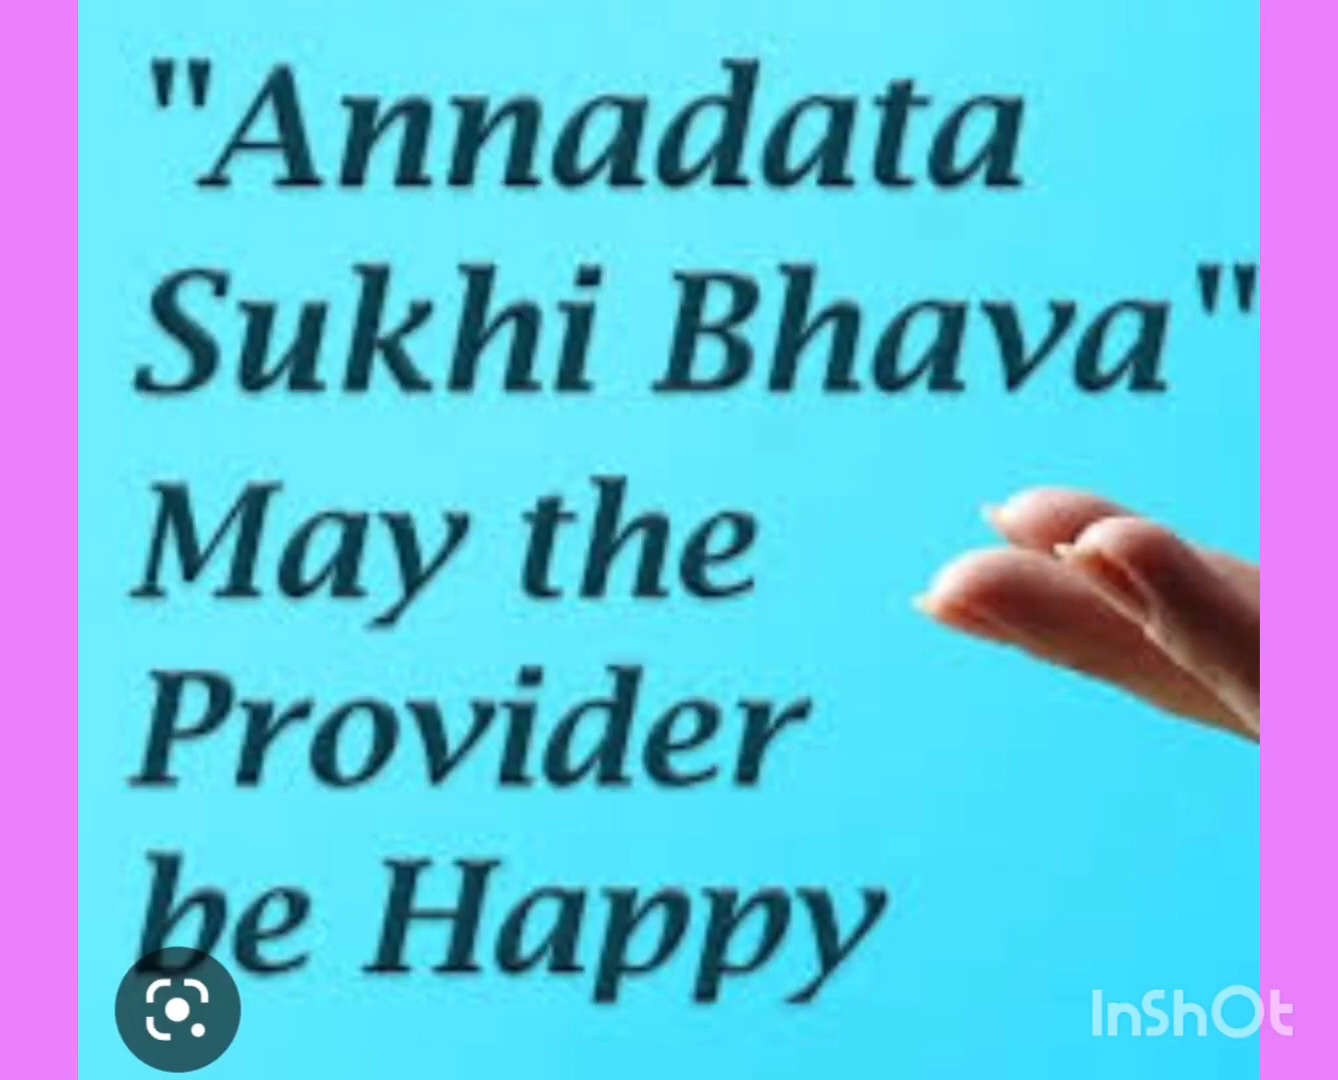 "Annadata
Sukhi Bhava"
May the
Provider
be Happy
InShOt